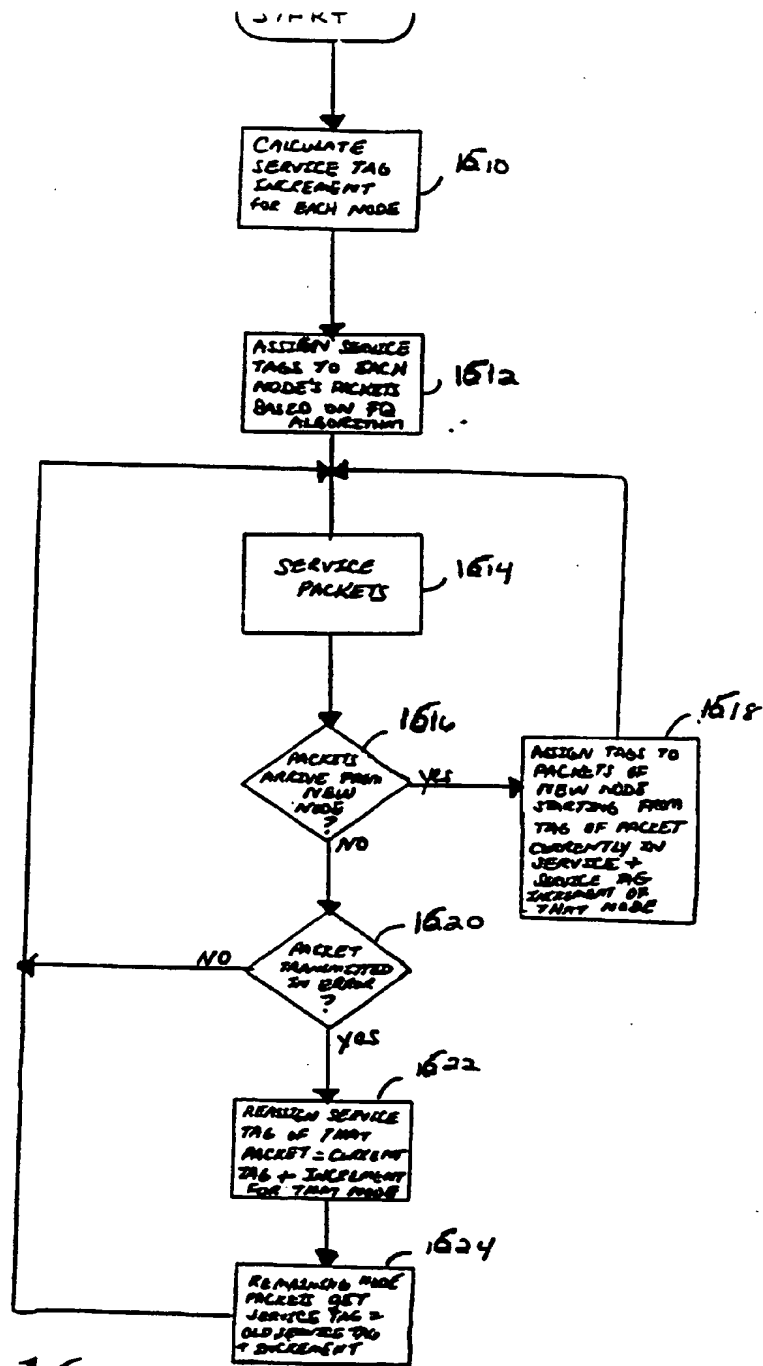 START
CALCULATE
SERVICE TAG
INCREMENT
FOR EACH NODE
1610
ASSIGN SERVICE
TAGS TO EACH
NODE'S PACKETS
BASED ON FQ
ALGORITHM
1612
SERVICE
PACKETS
1614
PACKETS
ARRIVE FROM
NEW
NODE
?
1616
YES
NO
ASSIGN TAGS TO
PACKETS OF
NEW NODE
STARTING FROM
TAG OF PACKET
CURRENTLY IN
SERVICE +
SERVICE TAG
INCREMENT OF
THAT NODE
1618
PACKET
TRANSMITTED
IN ERROR
?
1620
NO
YES
REASSIGN SERVICE
TAG OF THAT
PACKET = CURRENT
TAG + INCREMENT
FOR THAT NODE
1622
REMAINING NODE
PACKETS GET
SERVICE TAG =
OLD SERVICE TAG
+ INCREMENT
1624
16